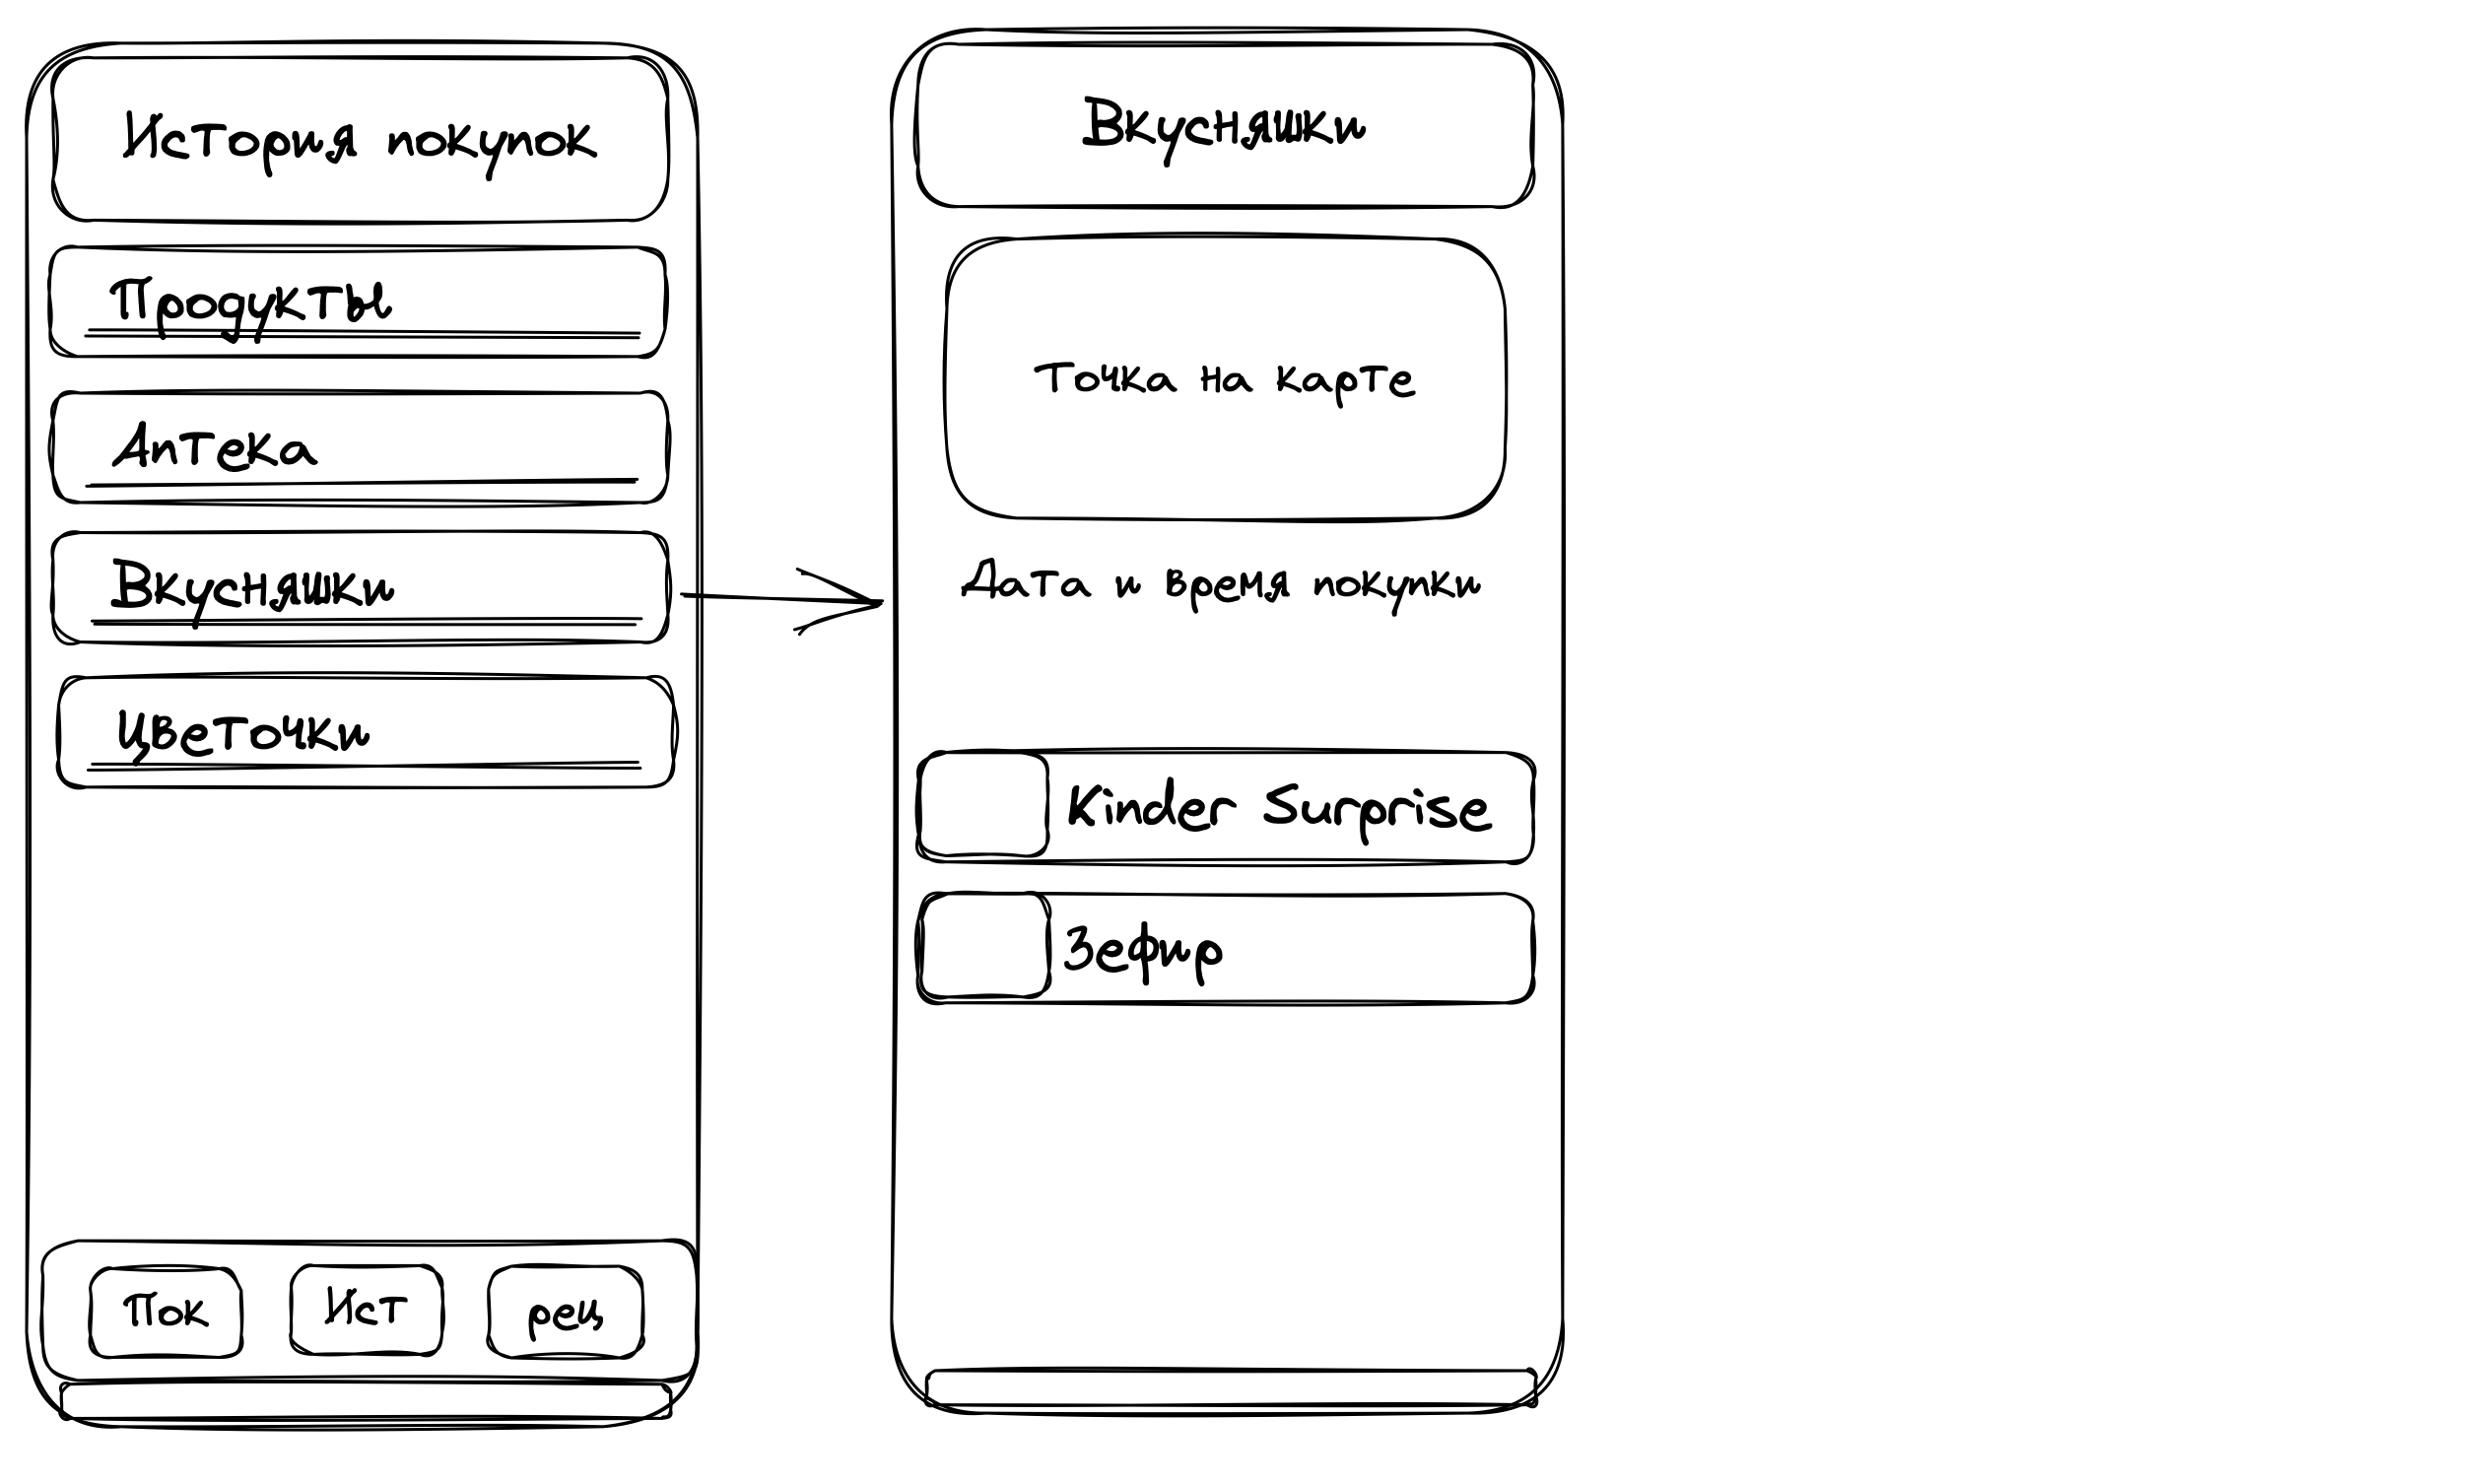 История покупок
Продукты
Аптека
Вкусняшки
Цветочки
Пок
Ист
рец
Вкусняшки
Точка на карте
Дата и время покупки
Kinder Surprise
Зефир